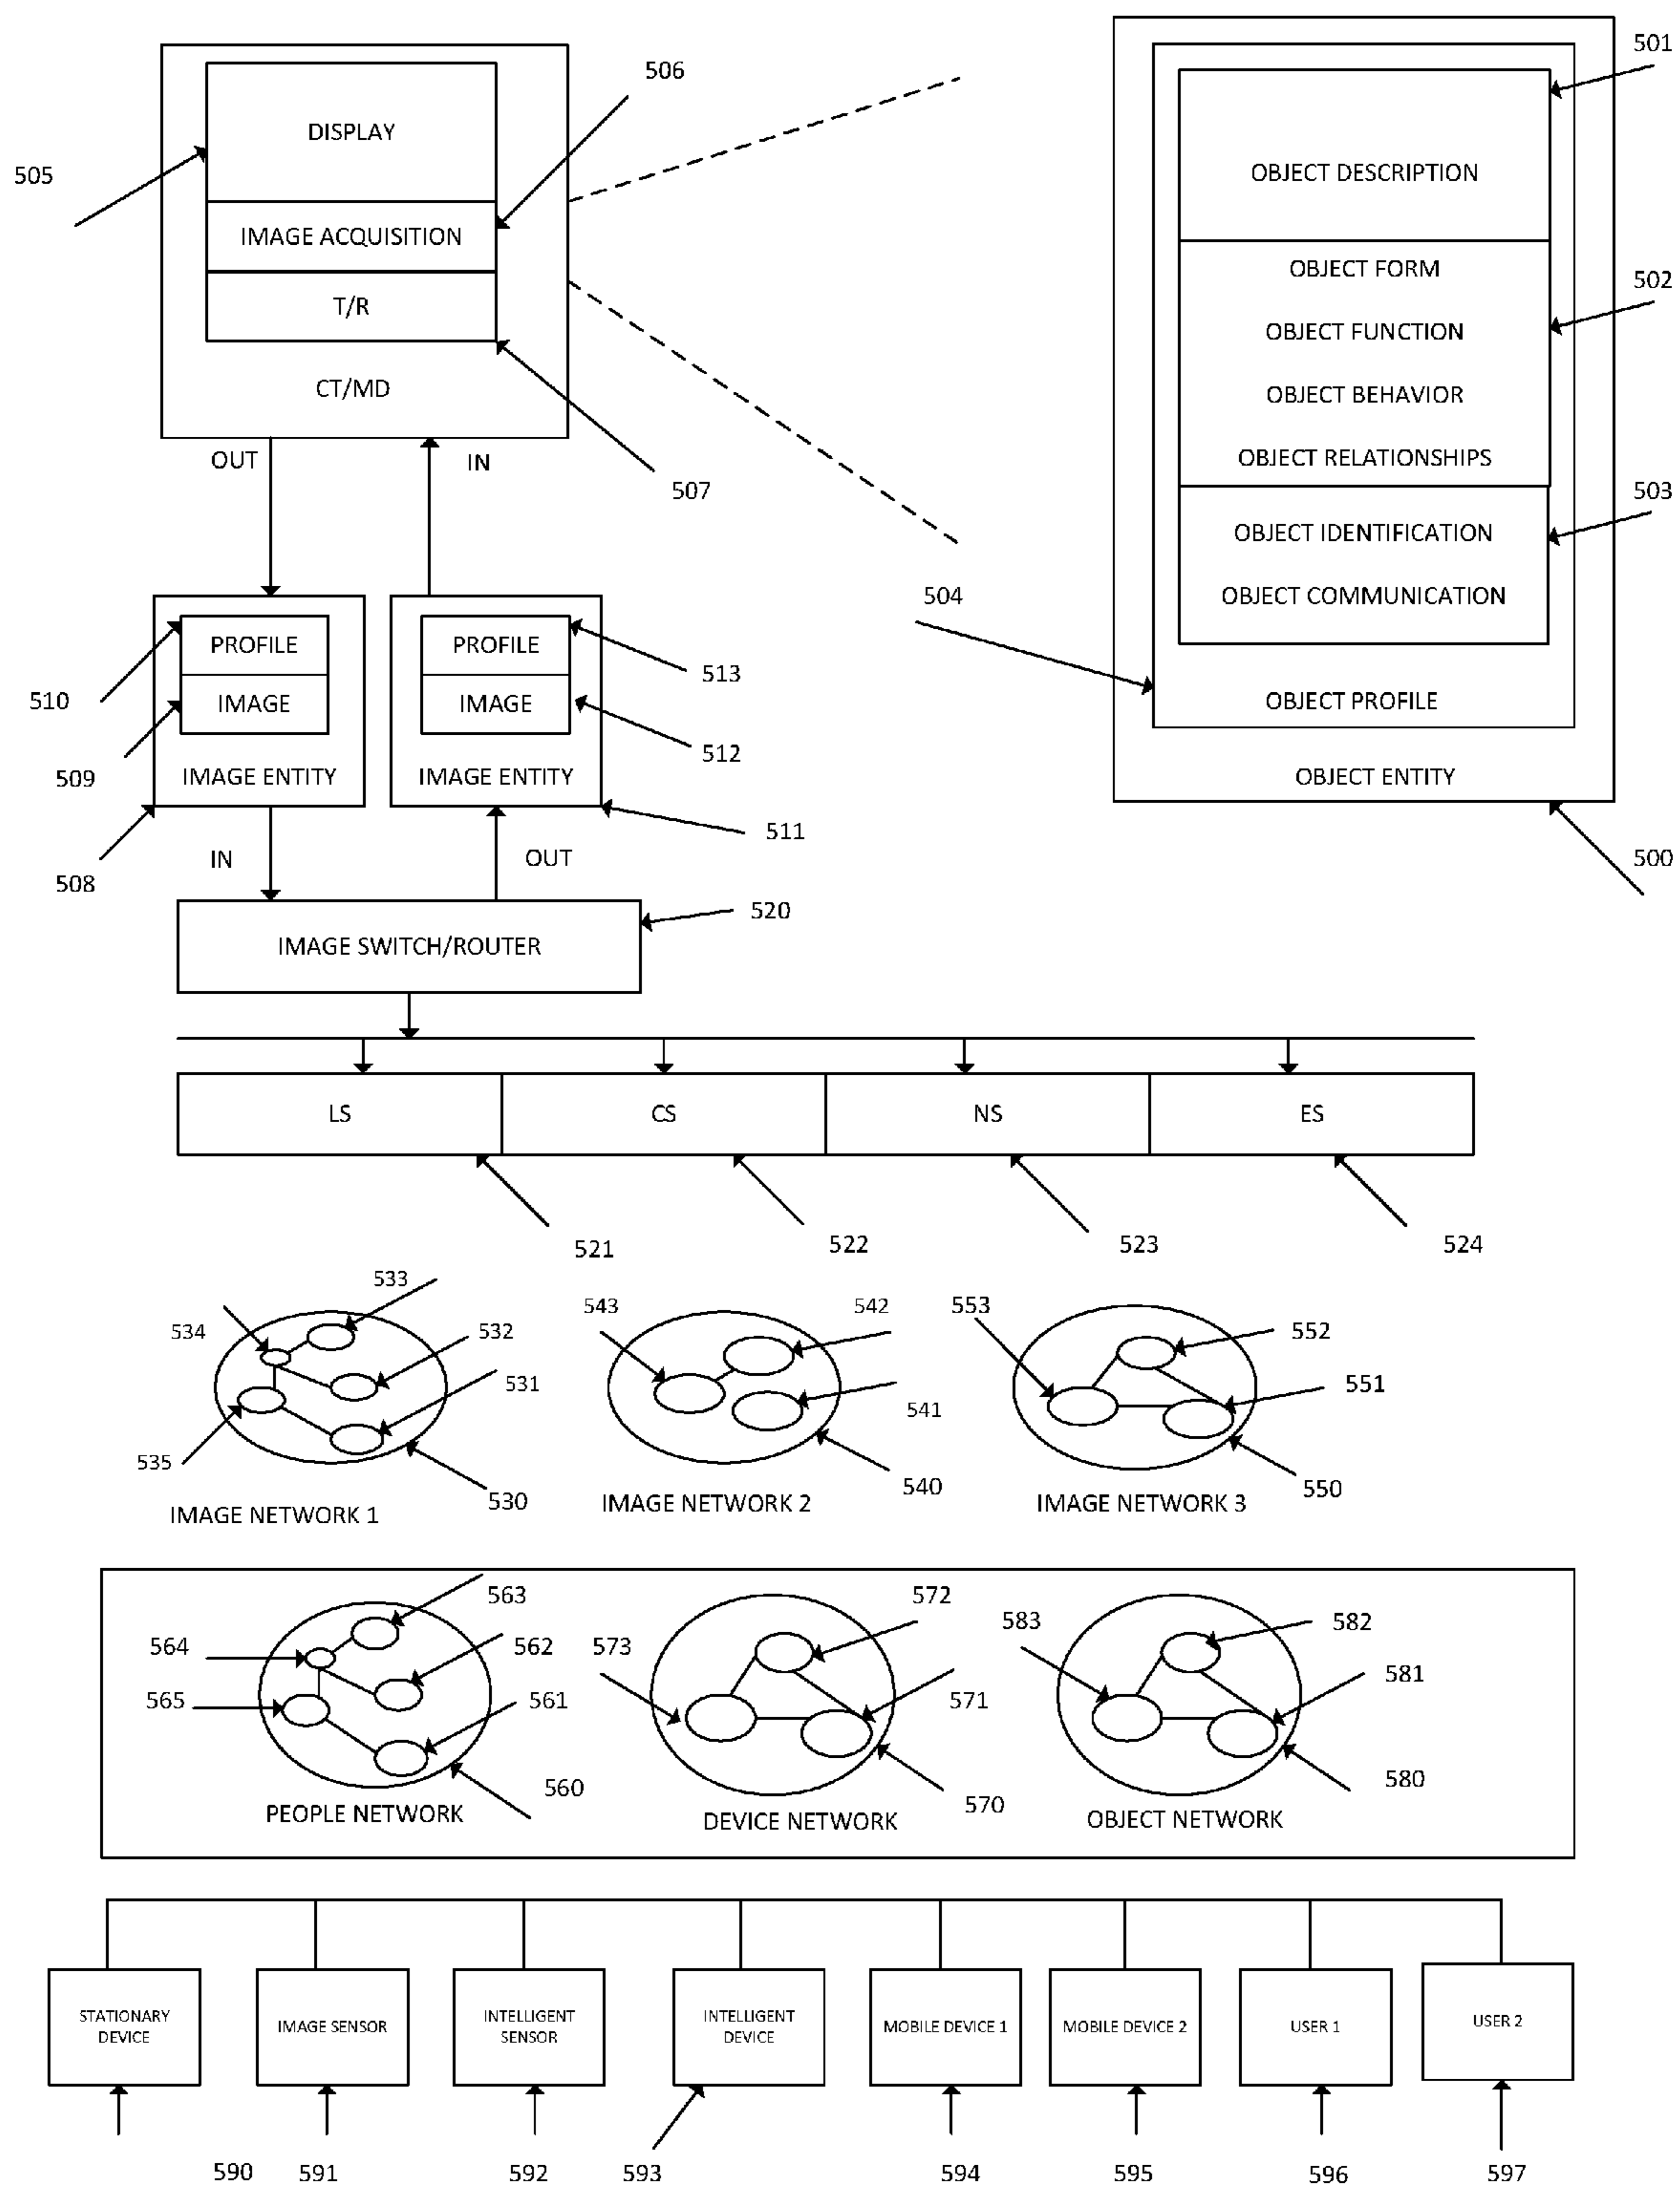 501
506
DISPLAY
505
OBJECT DESCRIPTION
IMAGE ACQUISITION
OBJECT FORM
502
T/R
OBJECT FUNCTION
CT/MD
OBJECT BEHAVIOR
OUT
IN
507
OBJECT RELATIONSHIPS
503
OBJECT IDENTIFICATION
504
OBJECT COMMUNICATION
PROFILE
PROFILE
513
510
IMAGE
IMAGE
OBJECT PROFILE
512
509
IMAGE ENTITY
IMAGE ENTITY
OBJECT ENTITY
511
508
IN
OUT
500
520
IMAGE SWITCH/ROUTER
LS
CS
NS
ES
521
522
523
524
533
534
532
531
535
530
IMAGE NETWORK 1
543
542
541
540
IMAGE NETWORK 2
553
552
551
550
IMAGE NETWORK 3
563
564
562
565
561
560
PEOPLE NETWORK
572
573
571
570
DEVICE NETWORK
583
582
581
580
OBJECT NETWORK
STATIONARY
DEVICE
IMAGE SENSOR
INTELLIGENT
SENSOR
INTELLIGENT
DEVICE
MOBILE DEVICE 1
MOBILE DEVICE 2
USER 1
USER 2
590
591
592
593
594
595
596
597